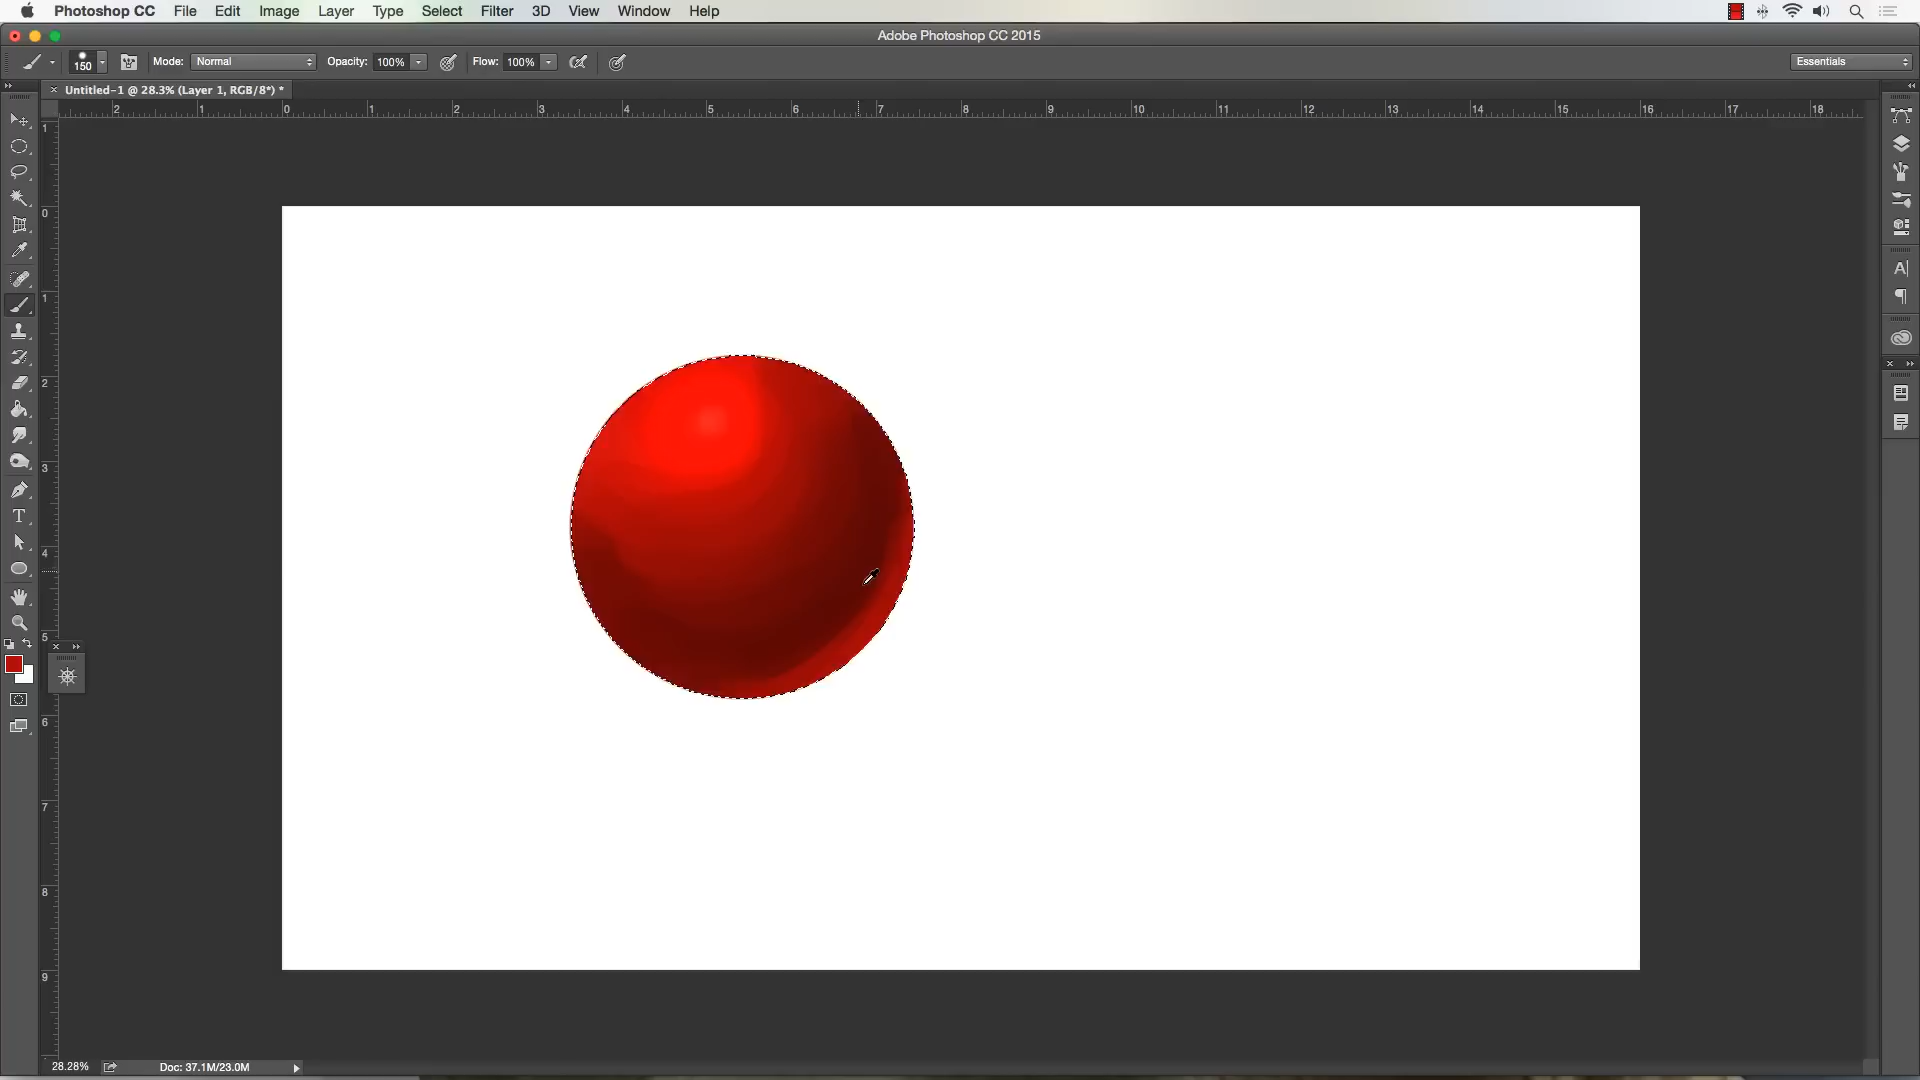 Photoshop CC File Edit Image Layer Type Select Filter 3D View Window Help
Adobe Photoshop CC 2015
150 Mode: Normal Opacity: 100% Flow: 100% Essentials
× Untitled-1 @ 28.3% (Layer 1, RGB/8*) *
2 1 0 1 2 3 4 5 6 7 8 9 10 11 12 13 14 15 16 17 18
1
0
1
2
3
4
5
6
7
8
9
T
A
28.28% Doc: 37.1M/23.0M